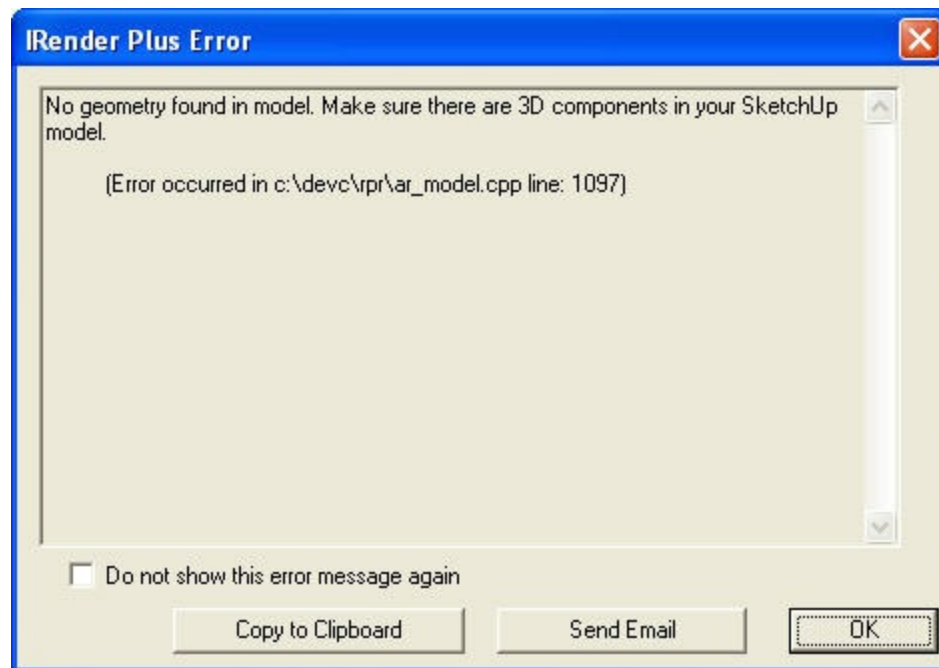 IRender Plus Error
No geometry found in model. Make sure there are 3D components in your SketchUp
model.
(Error occurred in c:\devc\rpr\ar_model.cpp line: 1097)
Do not show this error message again
Copy to Clipboard
Send Email
OK